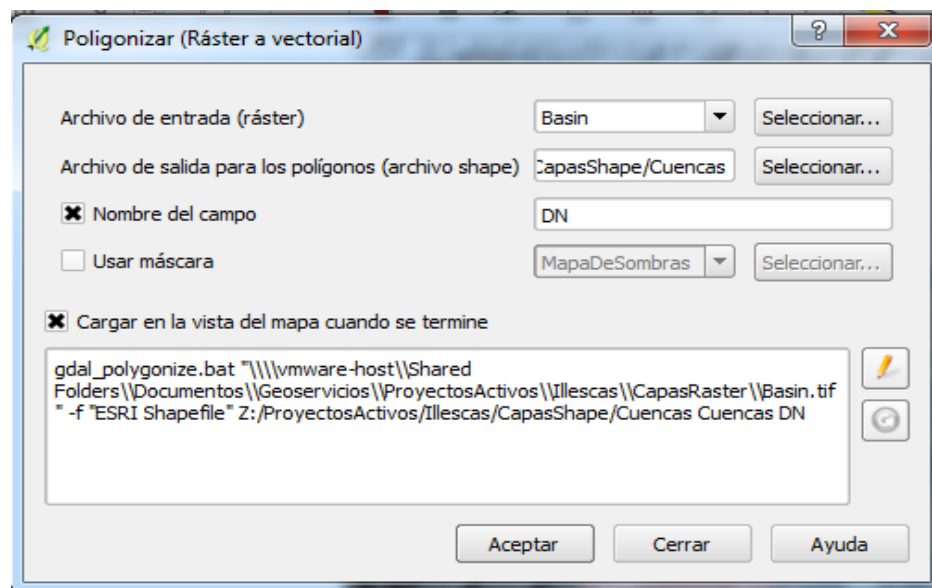 Poligonizar (Ráster a vectorial)
Archivo de entrada (ráster) Basin Seleccionar...
Archivo de salida para los polígonos (archivo shape) CapasShape/Cuencas Seleccionar...
Nombre del campo DN
Usar máscara MapaDeSombras Seleccionar...
Cargar en la vista del mapa cuando se termine
gdal_polygonize.bat "\\\\vmware-host\\Shared
Folders\\Documentos\\Geoservicios\\ProyectosActivos\\Illescas\\CapasRaster\\Basin.tif
" -f "ESRI Shapefile" Z:/ProyectosActivos/Illescas/CapasShape/Cuencas Cuencas DN
Aceptar Cerrar Ayuda